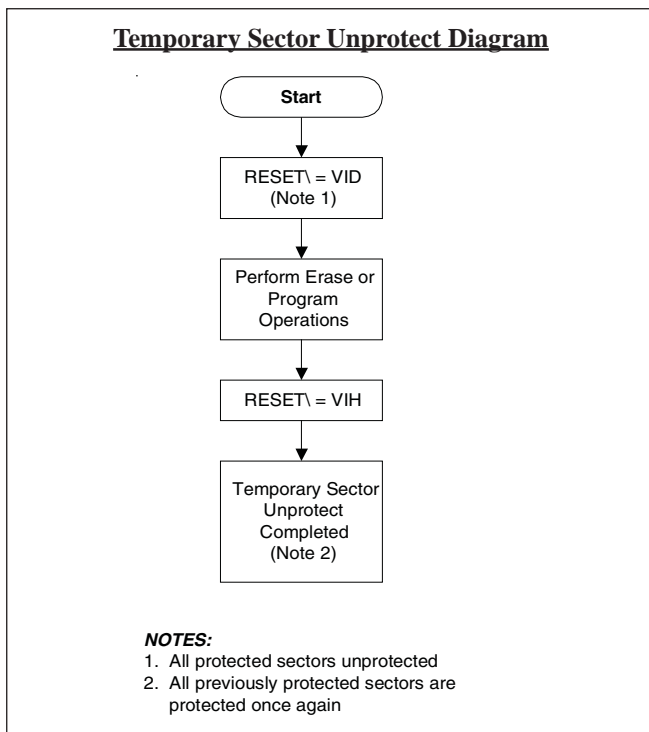 Temporary Sector Unprotect Diagram
Start
RESET\ = VID
(Note 1)
Perform Erase or
Program
Operations
RESET\ = VIH
Temporary Sector
Unprotect
Completed
(Note 2)
NOTES:
1. All protected sectors unprotected
2. All previously protected sectors are
protected once again